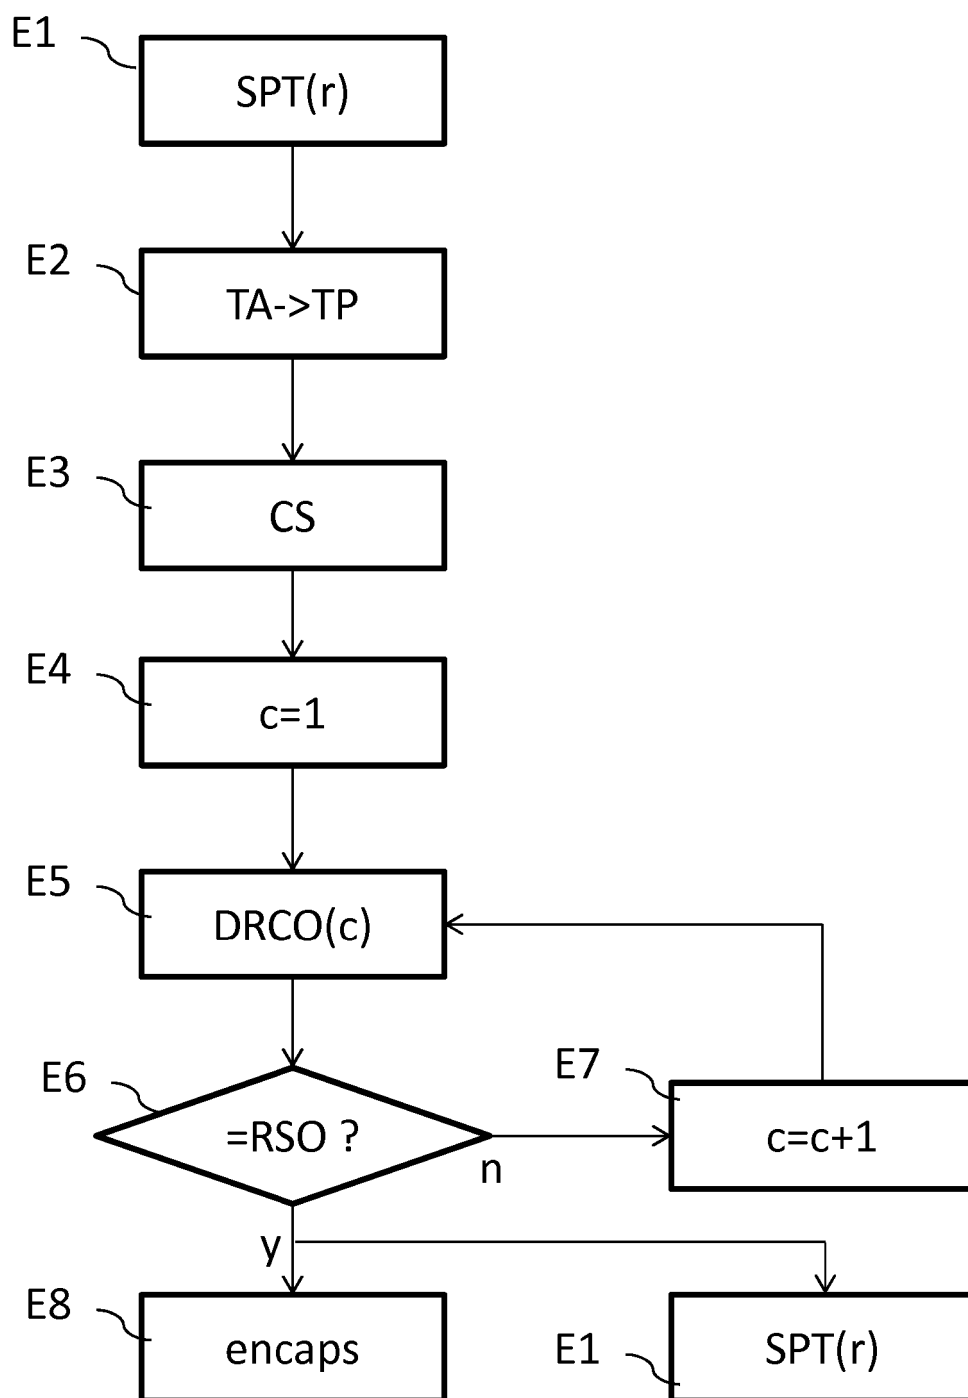 E1
SPT(r)
E2
TA->TP
E3
CS
E4
c=1
E5
DRCO(c)
E6
=RSO ?
n
E7
c=c+1
y
E8
encaps
E1
SPT(r)